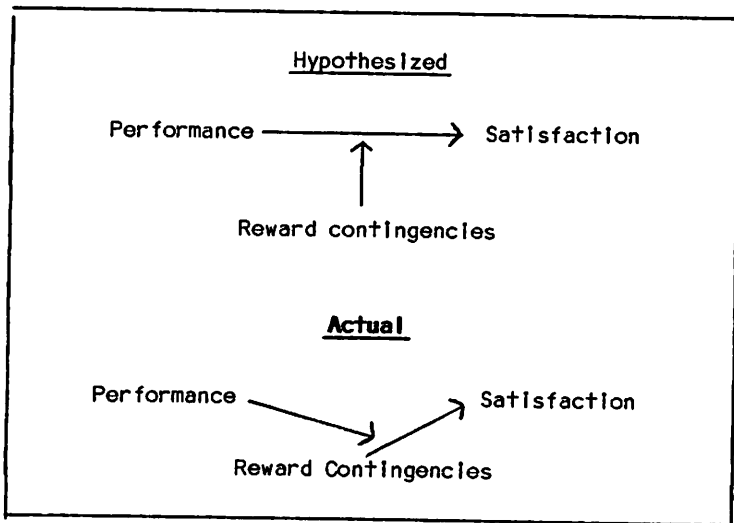 Hypothesized
Performance Satisfaction
Reward contingencies
Actual
Performance Satisfaction
Reward Contingencies